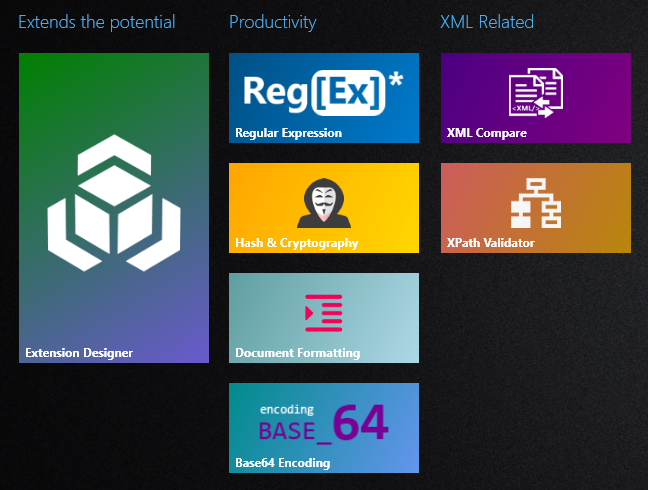 Extends the potential
Extension Designer
Productivity
Reg[Ex]*
Regular Expression
Hash & Cryptography
Document Formatting
encoding
BASE_64
Base64 Encoding
XML Related
<XML/>
XML Compare
XPath Validator